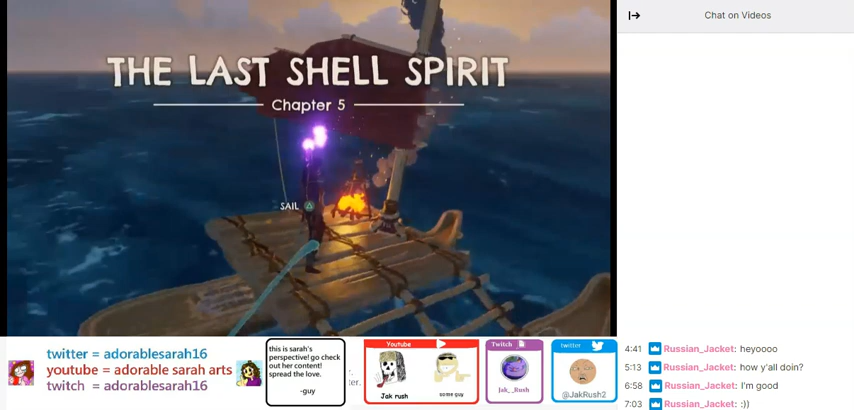 Chat on Videos
THE LAST SHELL SPIRIT
Chapter 5
SAIL
twitter = adorablesarah16
youtube = adorable sarah arts
twitch = adorablesarah16
this is sarah's
perspective! go check
out her content!
spread the love.
-guy
ter.
Youtube
Jak rush
some guy
Twitch
Jak__Rush
twitter
@JakRush2
4:41 Russian_Jacket: heyoooo
5:13 Russian_Jacket: how y'all doin?
6:58 Russian_Jacket: I'm good
7:03 Russian_Jacket: :))